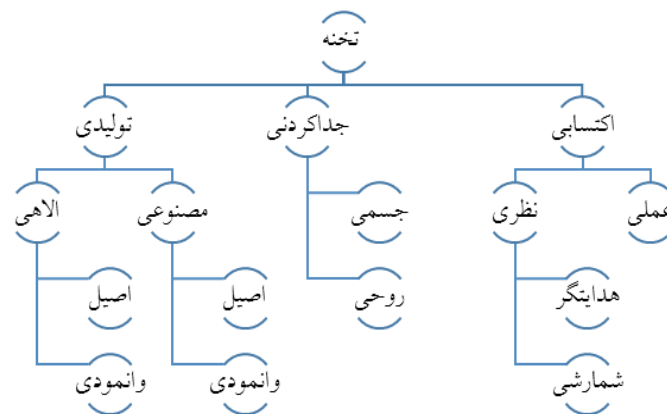 تخنه
اکتسابی
جداکردنی
تولیدی
عملی
نظری
جسمی
مصنوعی
الاهی
هدایتگر
روحی
اصیل
اصیل
شمارشی
وانمودی
وانمودی